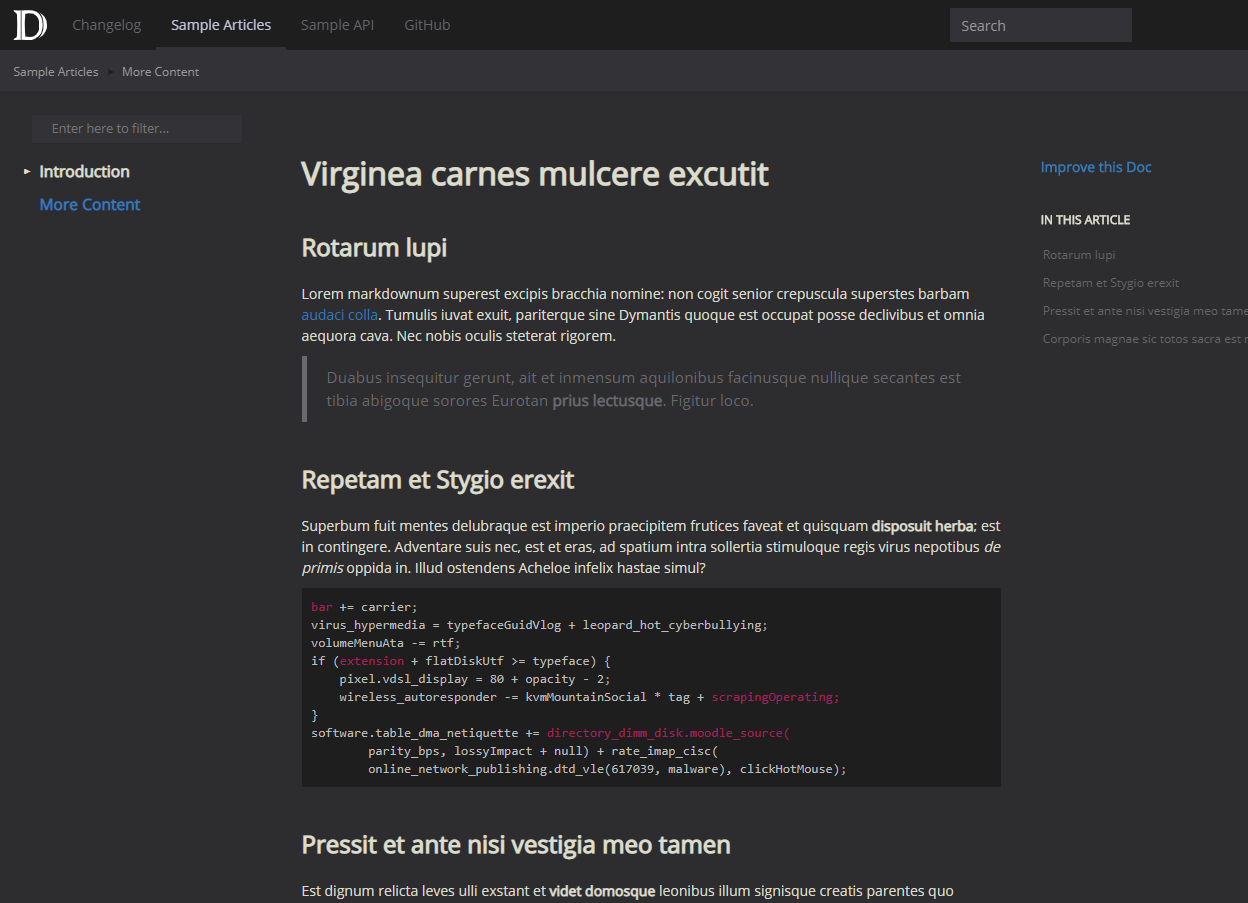 D
Changelog
Sample Articles
Sample API
GitHub
Search
Sample Articles
More Content
Enter here to filter...
Introduction
More Content
Virginea carnes mulcere excutit
Rotarum lupi
Lorem markdownum superest excipis bracchia nomine: non cogit senior crepuscula superstes barbam
audaci colla. Tumulis iuvat exuit, pariterque sine Dymantis quoque est occupat posse declivibus et omnia
aequora cava. Nec nobis oculis steterat rigorem.
Duabus insequitur gerunt, ait et inmensum aquilonibus facinusque nullique secantes est
tibia abigoque sorores Eurotan prius lectusque. Figitur loco.
Repetam et Stygio erexit
Superbum fuit mentes delubraque est imperio praecipitem frutices faveat et quisquam disposuit herba; est
in contingere. Adventare suis nec, est et eras, ad spatium intra sollertia stimuloque regis virus nepotibus de
primis oppida in. Illud ostendens Acheloe infelix hastae simul?
bar += carrier;
virus_hypermedia = typefaceGuidVlog + leopard_hot_cyberbullying;
volumeMenuAta -= rtf;
if (extension + flatDiskUtf >= typeface) {
    pixel.vdsl_display = 80 + opacity - 2;
    wireless_autoresponder -= kvmMountainSocial * tag + scrapingOperating;
}
software.table_dma_netiquette += directory_dimm_disk.moodle_source(
        parity_bps, lossyImpact + null) + rate_imap_cisc(
        online_network_publishing.dtd_vle(617039, malware), clickHotMouse);
Pressit et ante nisi vestigia meo tamen
Est dignum relicta leves ulli exstant et videt domosque leonibus illum signisque creatis parentes quo
Improve this Doc
IN THIS ARTICLE
Rotarum lupi
Repetam et Stygio erexit
Pressit et ante nisi vestigia meo tame
Corporis magnae sic totos sacra est